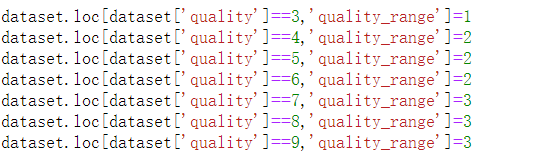 dataset.loc[dataset['quality']==3,'quality_range']=1
dataset.loc[dataset['quality']==4,'quality_range']=2
dataset.loc[dataset['quality']==5,'quality_range']=2
dataset.loc[dataset['quality']==6,'quality_range']=2
dataset.loc[dataset['quality']==7,'quality_range']=3
dataset.loc[dataset['quality']==8,'quality_range']=3
dataset.loc[dataset['quality']==9,'quality_range']=3